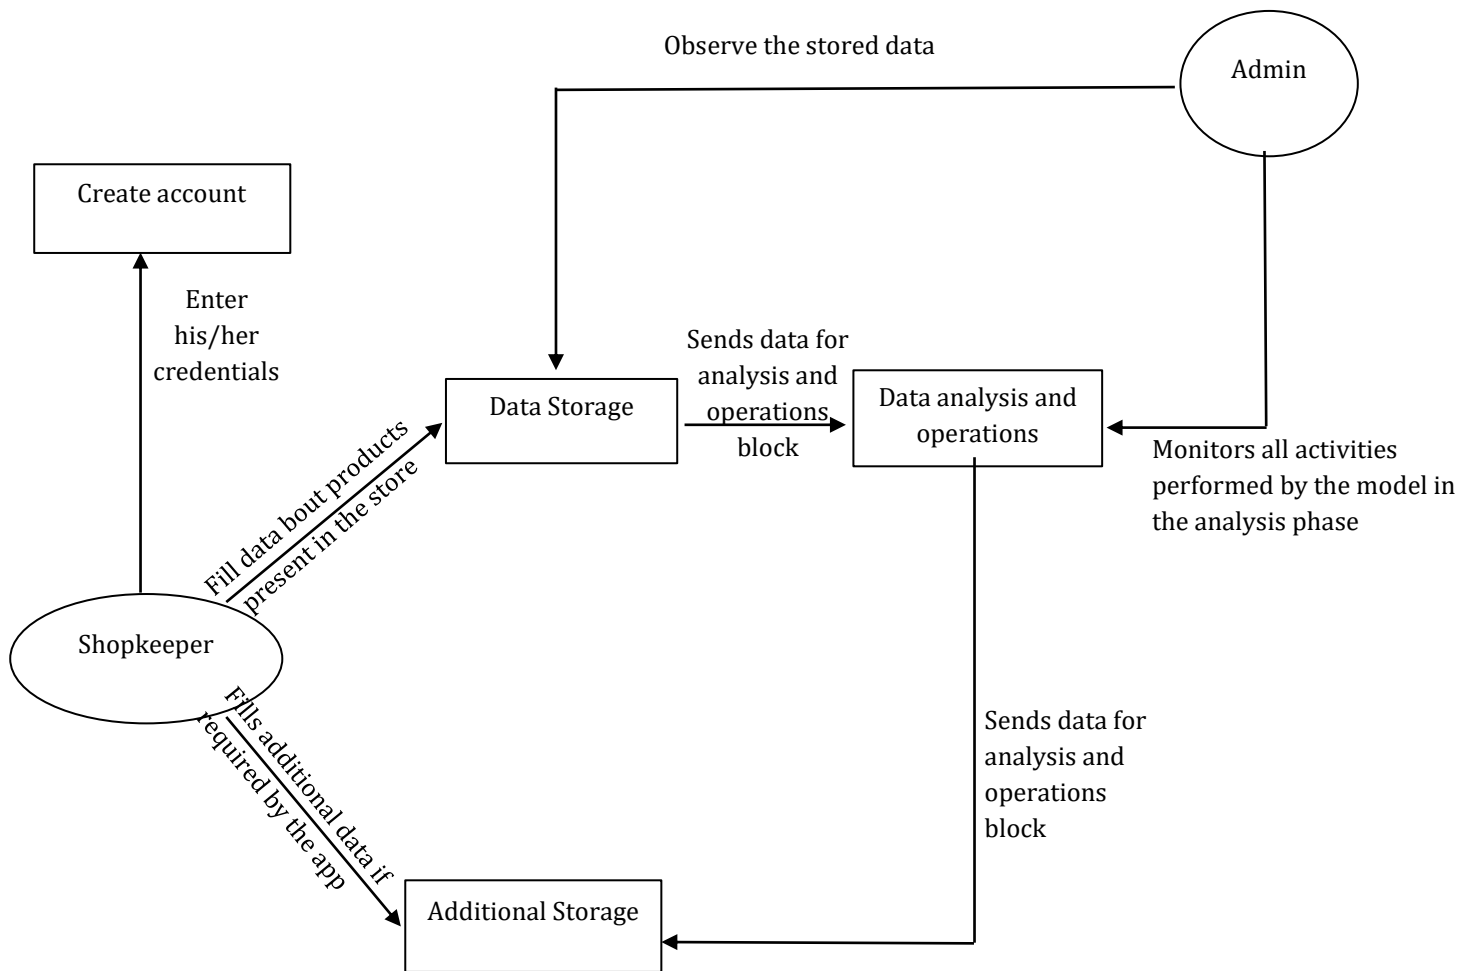 Observe the stored data
Admin
Create account
Enter
his/her
credentials
Sends data for
analysis and
operations
block
Data Storage
Data analysis and
operations
Monitors all activities
performed by the model in
the analysis phase
Fill data bout products
present in the store
Shopkeeper
Fills additional data if
required by the app
Sends data for
analysis and
operations
block
Additional Storage